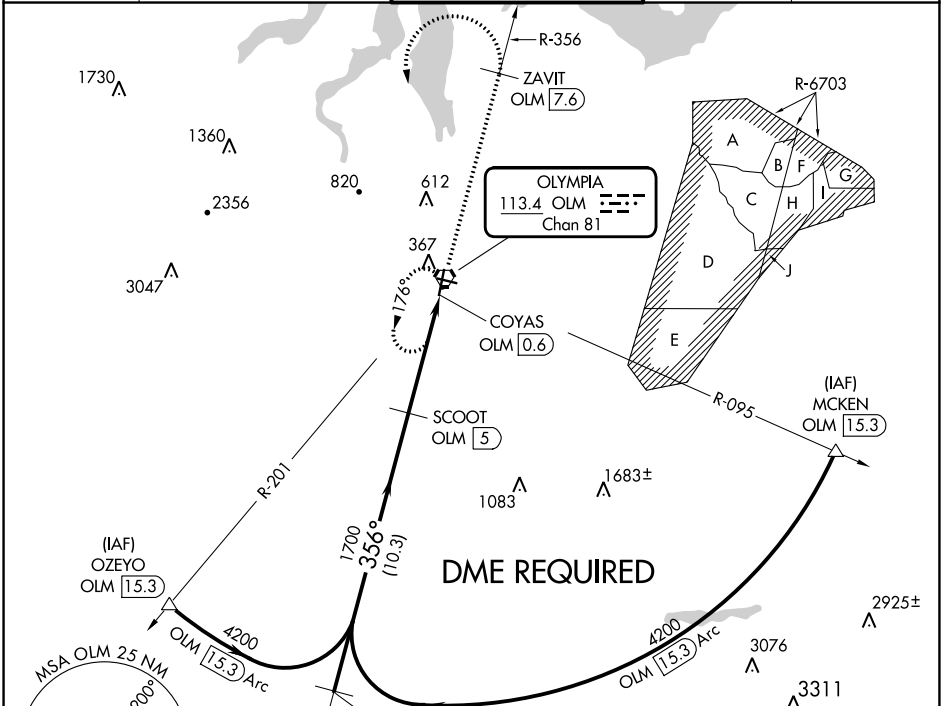 R-356
ZAVIT
OLM 7.6
1730
R-6703
A
B
F
G
1360
I
C
H
820
612
OLYMPIA
113.4 OLM
Chan 81
2356
J
D
367
3047
176°
COYAS
OLM 0.6
E
(IAF)
MCKEN
OLM 15.3
R-095
SCOOT
OLM 5
R-201
1083
1683±
1700
356°
(10.3)
(IAF)
OZEYO
OLM 15.3
DME REQUIRED
4200
OLM 15.3 Arc
4200
OLM 15.3 Arc
2925±
3076
3311
MSA OLM 25 NM